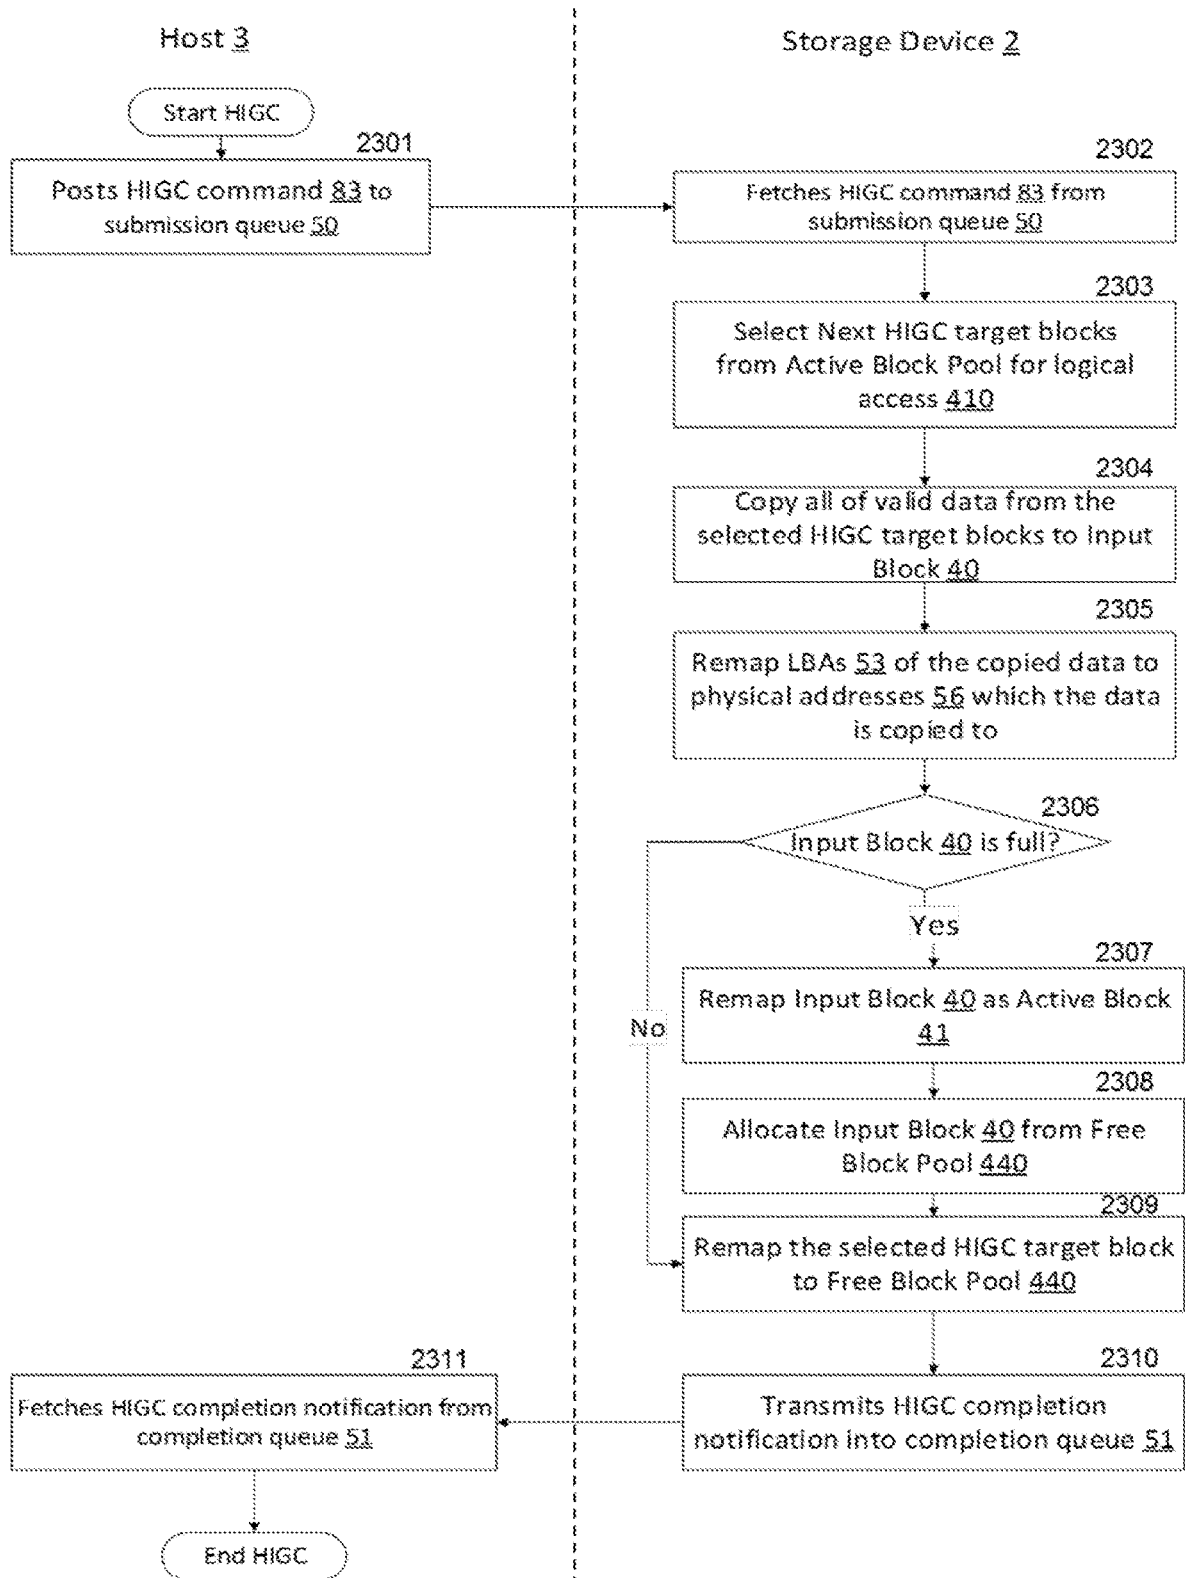 Host 3
Storage Device 2
Start HIGC
2301
Posts HIGC command 83 to
submission queue 50
2302
Fetches HIGC command 83 from
submission queue 50
2303
Select Next HIGC target blocks
from Active Block Pool for logical
access 410
2304
Copy all of valid data from the
selected HIGC target blocks to Input
Block 40
2305
Remap LBAs 53 of the copied data to
physical addresses 56 which the data
is copied to
2306
Input Block 40 is full?
Yes
No
2307
Remap Input Block 40 as Active Block
41
2308
Allocate Input Block 40 from Free
Block Pool 440
2309
Remap the selected HIGC target block
to Free Block Pool 440
2310
Transmits HIGC completion
notification into completion queue 51
2311
Fetches HIGC completion notification from
completion queue 51
End HIGC